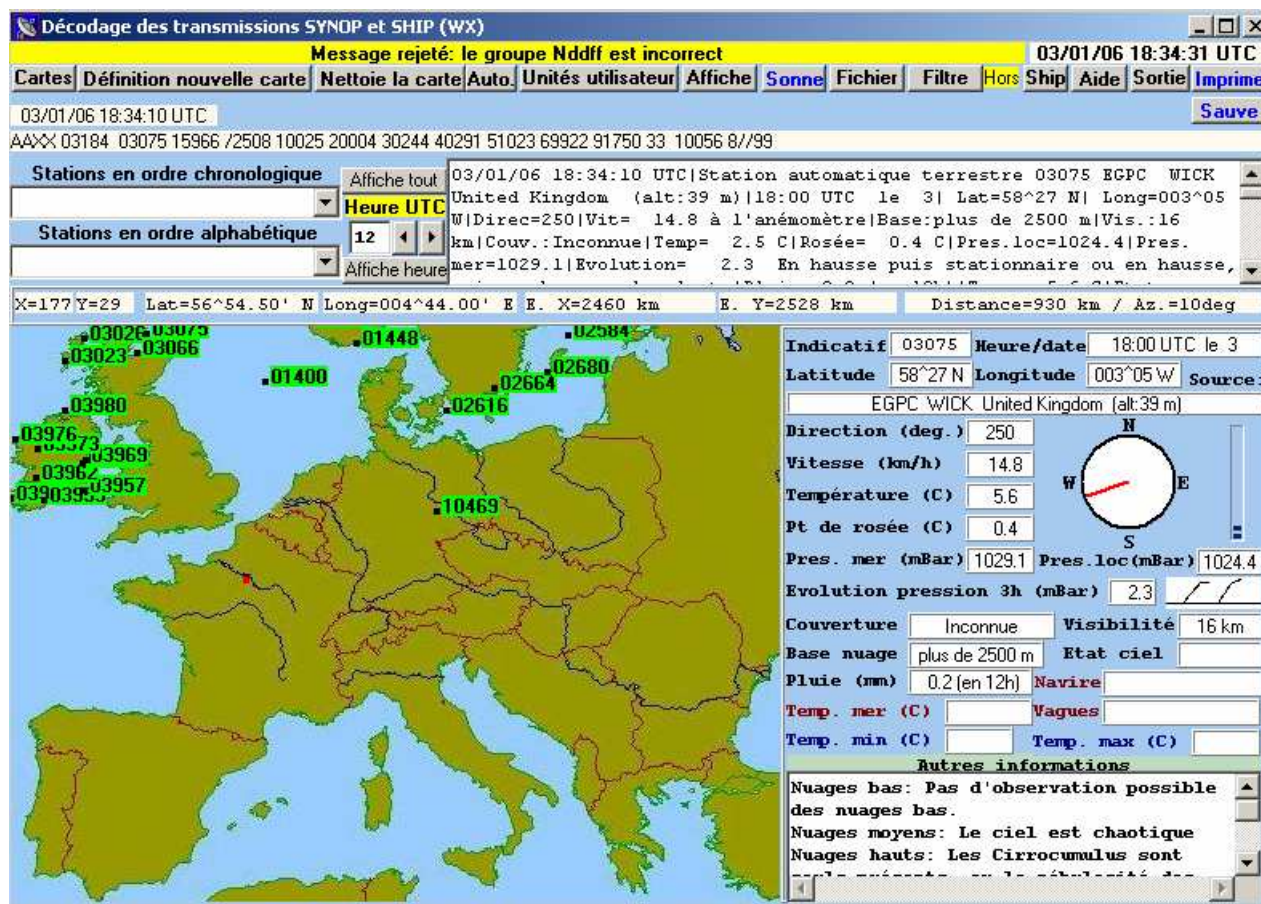 Décodage des transmissions SYNOP et SHIP (WX)
Message rejeté: le groupe Nddff est incorrect
03/01/06 18:34:31 UTC
Cartes Définition nouvelle carte Nettoie la carte Auto. Unités utilisateur Affiche Sonne Fichier Filtre Hors Ship Aide Sortie Imprime
03/01/06 18:34:10 UTC
Sauve
AAXX 03184 03075 15966 /2508 10025 20004 30244 40291 51023 69922 91750 33 10056 8//99
Stations en ordre chronologique
Affiche tout
Heure UTC
Stations en ordre alphabétique
12
Affiche heure
03/01/06 18:34:10 UTC|Station automatique terrestre 03075 EGPC WICK
United Kingdom (alt:39 m)|18:00 UTC le 3| Lat=58^27 N| Long=003^05
W|Direc=250|Vit= 14.8 à l'anémomètre|Base:plus de 2500 m|Vis.:16
km|Couv.:Inconnue|Temp= 2.5 C|Rosée= 0.4 C|Pres.loc=1024.4|Pres.
mer=1029.1|Evolution= 2.3 En hausse puis stationnaire ou en hausse,
X=177 Y=29 Lat=56^54.50' N Long=004^44.00' E E. X=2460 km E. Y=2528 km Distance=930 km / Az.=10deg
03026 03075
03023 03066
01448
02584
01400
02680
02664
02616
03980
03976
03969
03962
03957
10469
Indicatif 03075 Heure/date 18:00 UTC le 3
Latitude 58^27 N Longitude 003^05 W Source:
EGPC WICK United Kingdom (alt:39 m)
Direction (deg.) 250
Vitesse (km/h) 14.8
Température (C) 5.6
Pt de rosée (C) 0.4
N
W E
S
Pres. mer (mBar) 1029.1 Pres.loc(mBar) 1024.4
Evolution pression 3h (mBar) 2.3
Couverture Inconnue Visibilité 16 km
Base nuage plus de 2500 m Etat ciel
Pluie (mm) 0.2 (en 12h) Navire
Temp. mer (C) Vagues
Temp. min (C) Temp. max (C)
Autres informations
Nuages bas: Pas d'observation possible
des nuages bas.
Nuages moyens: Le ciel est chaotique
Nuages hauts: Les Cirrocumulus sont